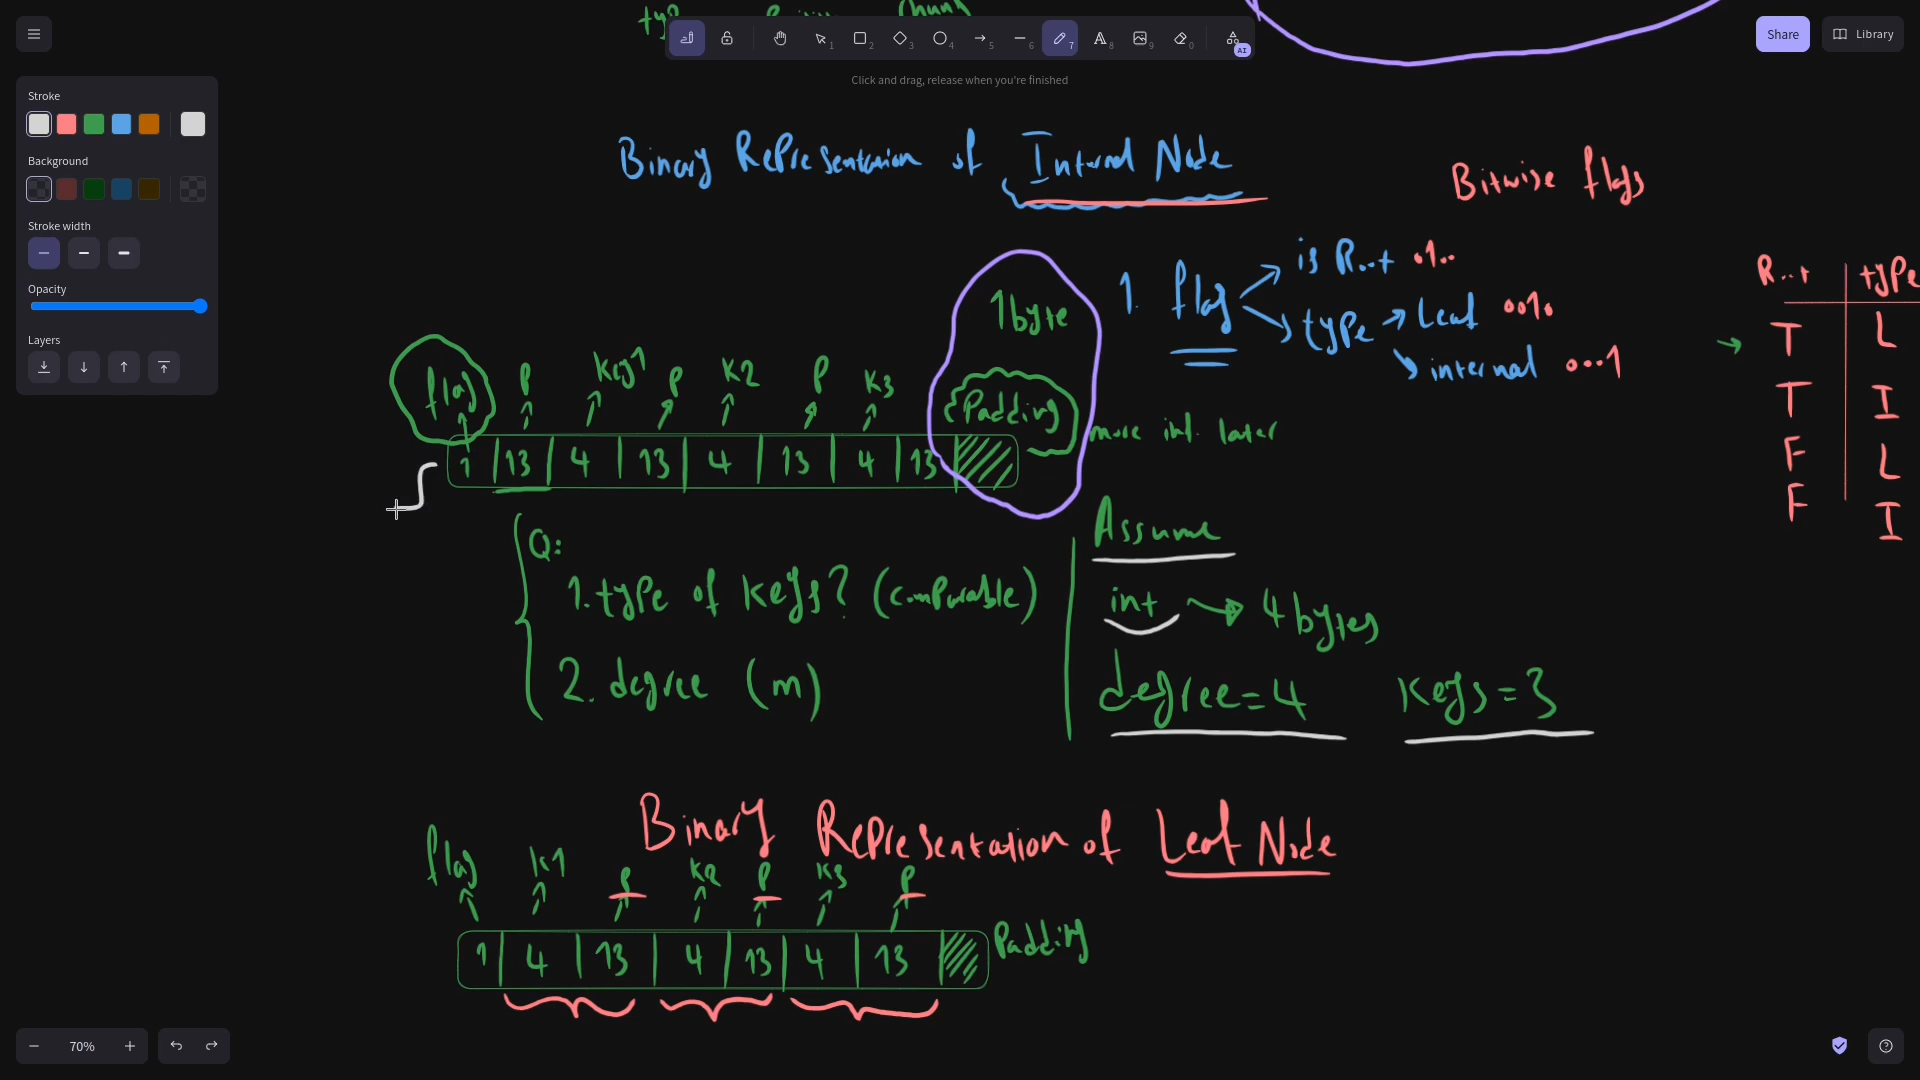 Share
Library
Click and drag, release when you're finished
Stroke
Background
Stroke width
Opacity
Layers
Binary Representation of Internal Node
Bitwise flags
1 byte
1. flag
is Root 010
type → Leaf 0010
internal 0001
Root type
T L
T I
F L
F I
flag P key1 P K2 P K3
{Padding
more inf. later
1 13 4 13 4 13 4 13
Q:
1. type of keys? (comparable)
2. degree (m)
Assume
int → 4 bytes
degree=4 keys=3
Binary Representation of Leaf Node
flag k1 P K2 P K3 P
1 4 13 4 13 4 13
Padding
70%